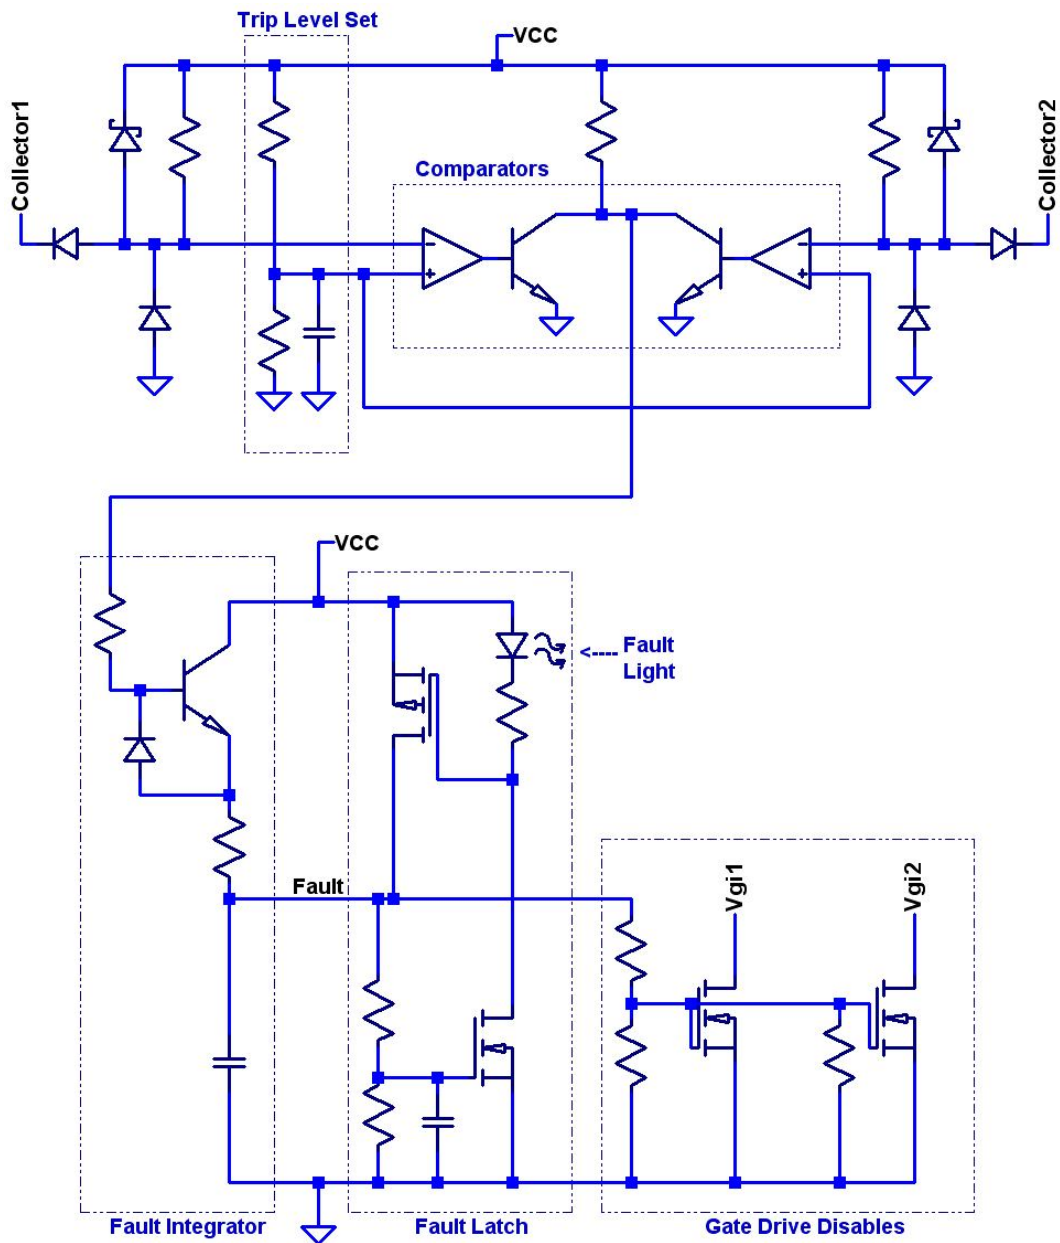 Trip Level Set
VCC
Collector1
Collector2
Comparators
-
+
-
+
VCC
<----
Fault
Light
Fault
Vgi1
Vgi2
Fault Integrator
Fault Latch
Gate Drive Disables